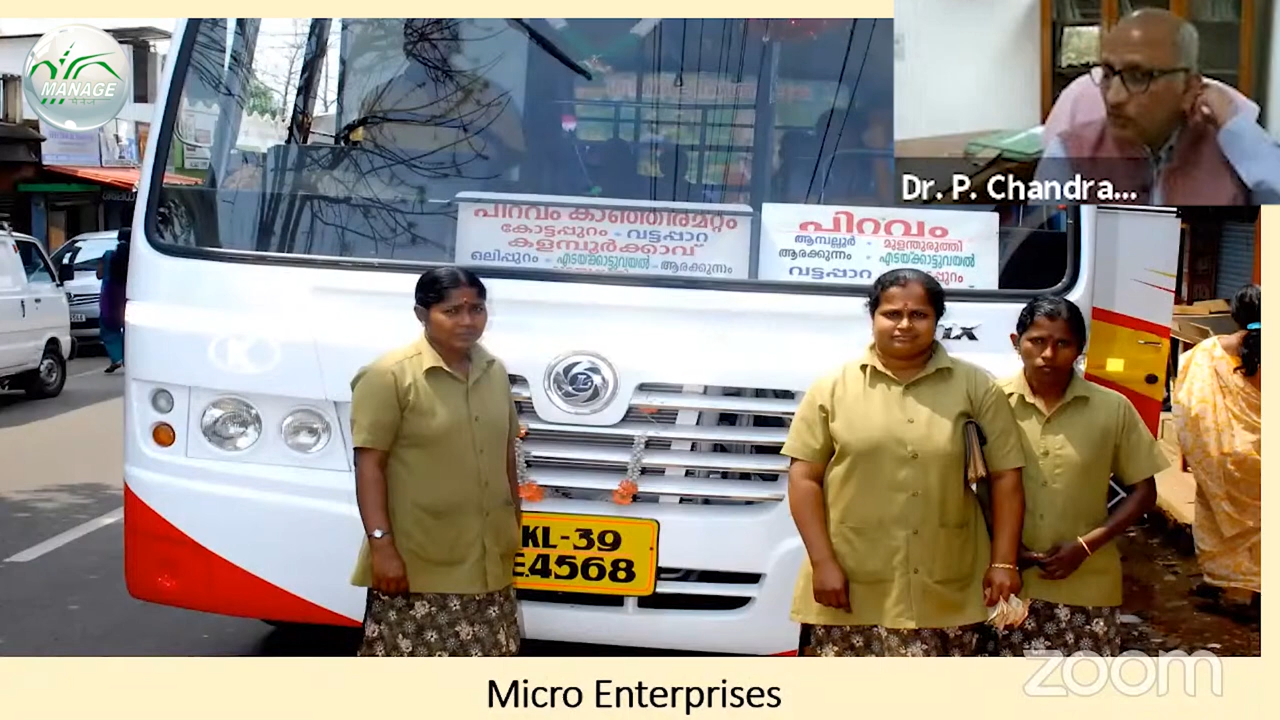 MANAGE
मैनेज
Dr. P. Chandra...
പിറവം കാഞ്ഞിരമറ്റം
കോട്ടപ്പുറം - വട്ടപ്പാറ
കളമ്പൂർക്കാവ്
ഒലിപ്പുറം - എടയ്ക്കാട്ടുവയൽ - ആരക്കുന്നം
പിറവം
ആമ്പല്ലൂർ - മുളന്തുരുത്തി
ആരക്കുന്നം - എടയ്ക്കാട്ടുവയൽ
വട്ടപ്പാറ
KL-39
E.4568
Micro Enterprises
zoom